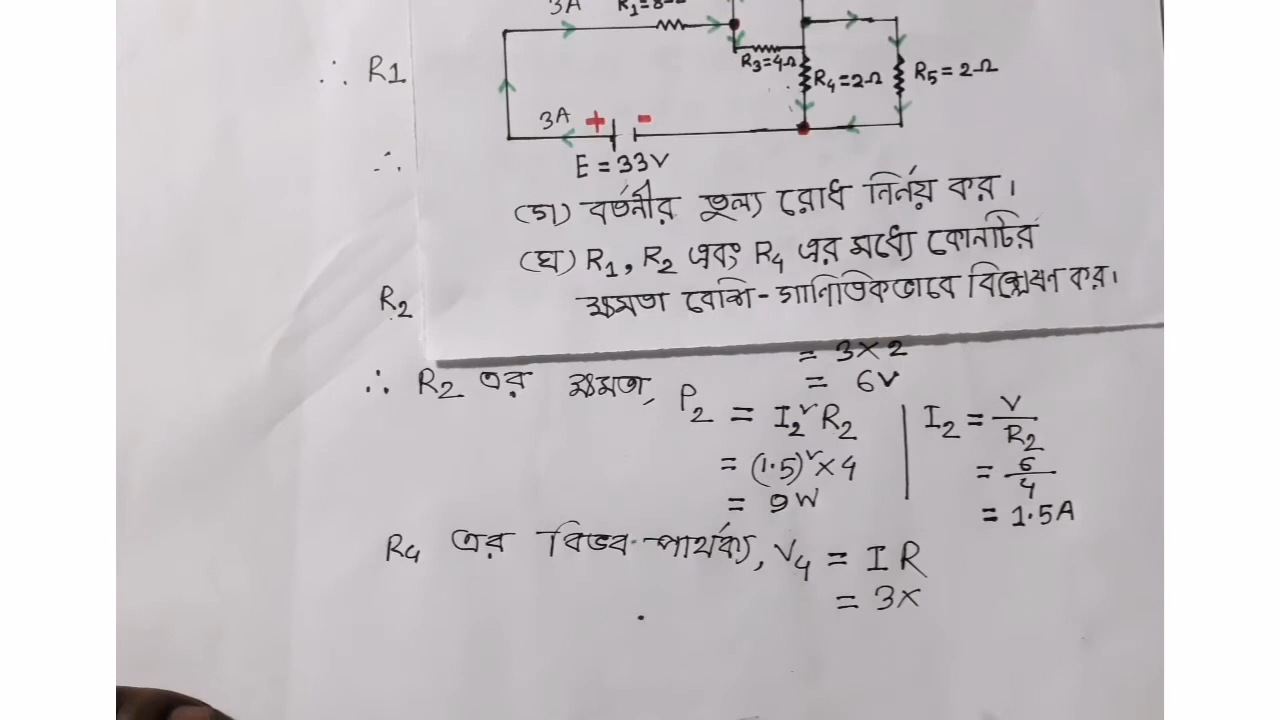 3A R1=8Ω
∴ R1
R3=4Ω R4=2Ω R5=2Ω
3A + -
E = 33V
∴
(গ) বর্তনীর তুল্য রোধ নির্নয় কর।
(ঘ) R1, R2 এবং R4 এর মধ্যে কোনটির
R2
ক্ষমতা বেশি - গানিতিকভাবে বিশ্লেষন কর।
= 3×2
= 6V
∴ R2 এর ক্ষমতা, P2 = I2²R2 | I2 = V/R2
= (1.5)²×4 = 6/4
= 9W = 1.5A
R4 এর বিভব পার্থক্য, V4 = IR
= 3×